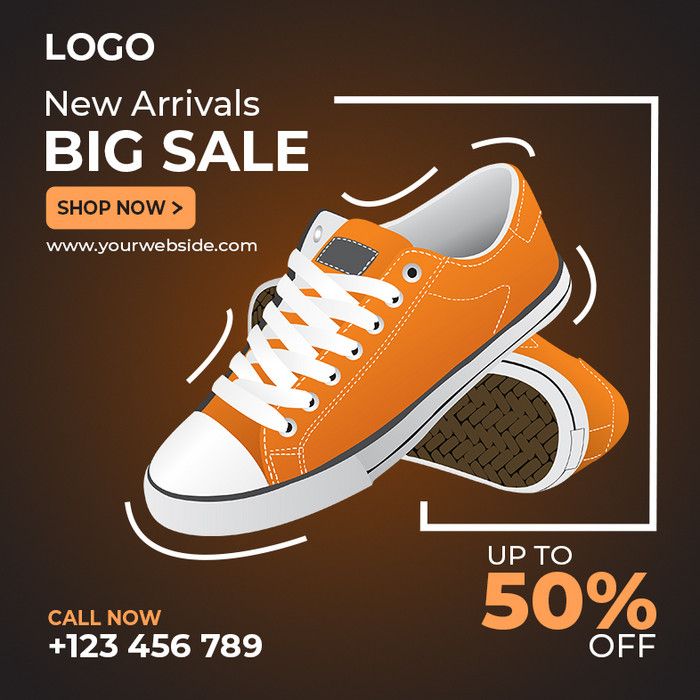 LOGO
New Arrivals
BIG SALE
SHOP NOW >
www.yourwebside.com
UP TO
50%
OFF
CALL NOW
+123 456 789